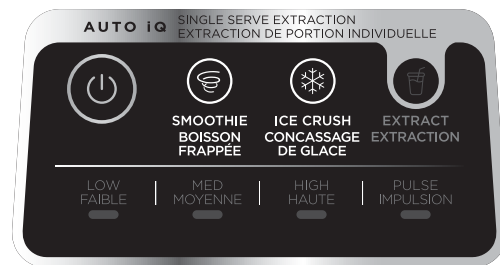 AUTO iQ
SINGLE SERVE EXTRACTION
EXTRACTION DE PORTION INDIVIDUELLE
SMOOTHIE
BOISSON
FRAPPÉE
ICE CRUSH
CONCASSAGE
DE GLACE
EXTRACT
EXTRACTION
LOW
FAIBLE
MED
MOYENNE
HIGH
HAUTE
PULSE
IMPULSION